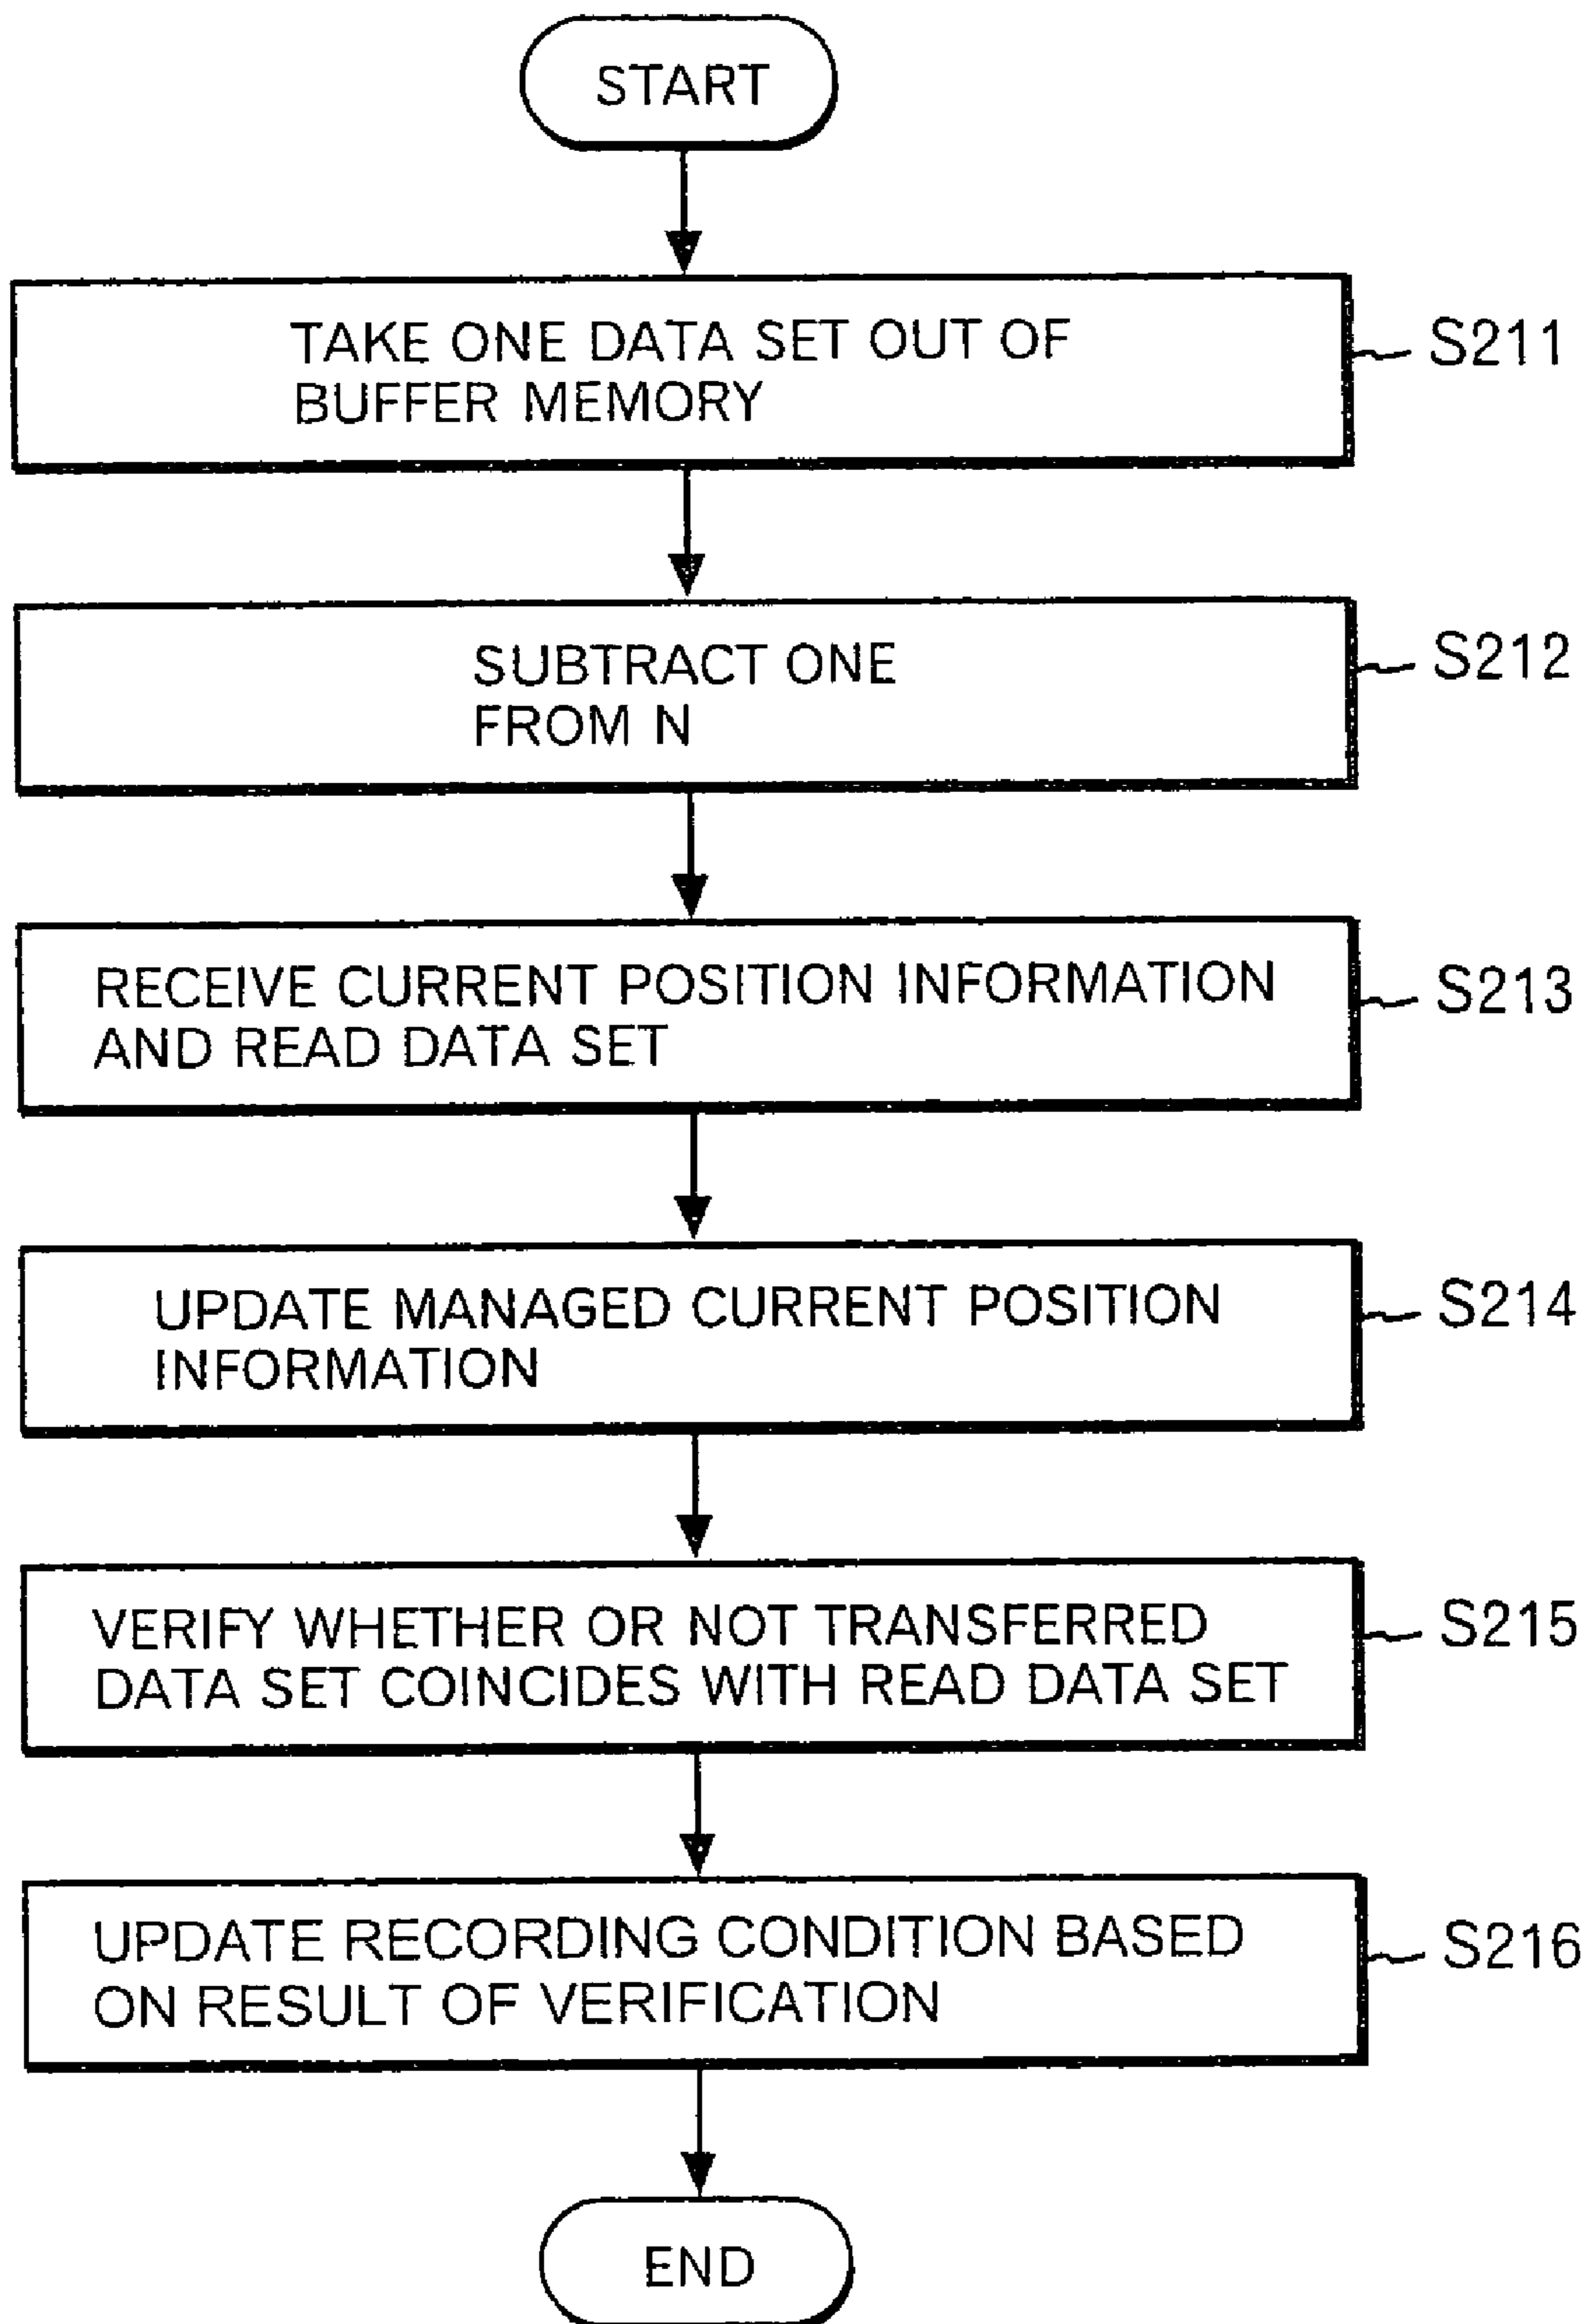 START
TAKE ONE DATA SET OUT OF
BUFFER MEMORY
S211
SUBTRACT ONE
FROM N
S212
RECEIVE CURRENT POSITION INFORMATION
AND READ DATA SET
S213
UPDATE MANAGED CURRENT POSITION
INFORMATION
S214
VERIFY WHETHER OR NOT TRANSFERRED
DATA SET COINCIDES WITH READ DATA SET
S215
UPDATE RECORDING CONDITION BASED
ON RESULT OF VERIFICATION
S216
END